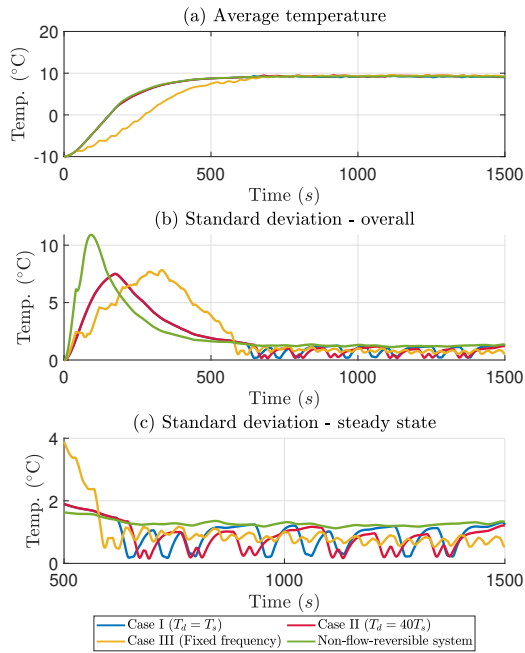 (a) Average temperature
20
10
0
-10
Temp. (°C)
0 500 1000 1500
Time (s)
(b) Standard deviation - overall
10
5
0
Temp. (°C)
0 500 1000 1500
Time (s)
(c) Standard deviation - steady state
4
2
0
Temp. (°C)
500 1000 1500
Time (s)
Case I (T_d = T_s) Case II (T_d = 40T_s)
Case III (Fixed frequency) Non-flow-reversible system